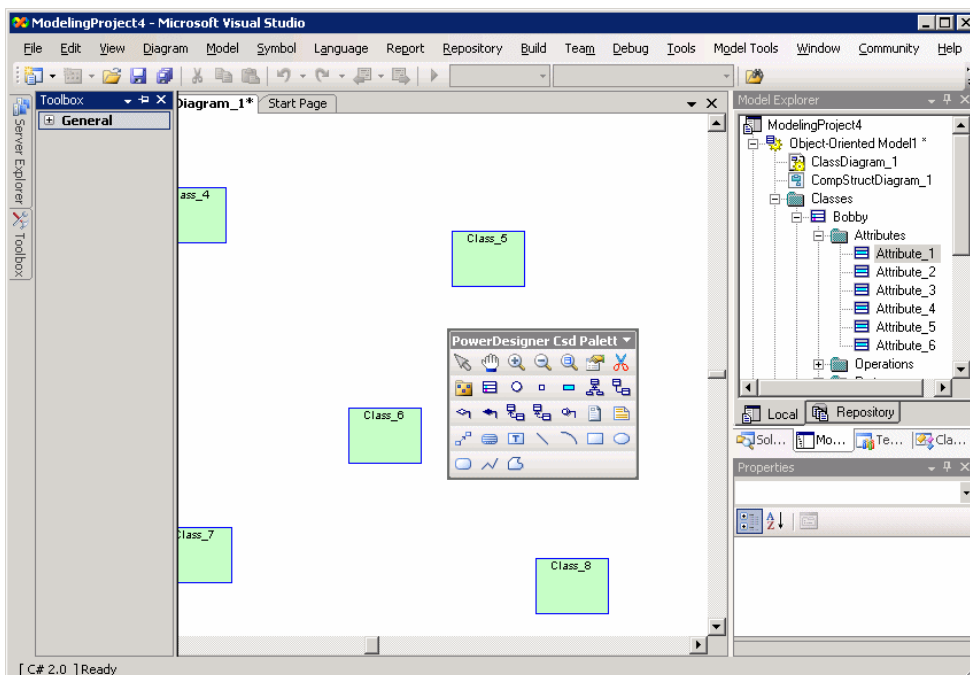 ModelingProject4 - Microsoft Visual Studio
File Edit View Diagram Model Symbol Language Report Repository Build Team Debug Tools Model Tools Window Community Help
Server Explorer
Toolbox
Toolbox
General
Diagram_1* Start Page
ass_4
Class_5
PowerDesigner Csd Palett
Class_6
Class_7
Class_8
Model Explorer
ModelingProject4
Object-Oriented Model1 *
ClassDiagram_1
CompStructDiagram_1
Classes
Bobby
Attributes
Attribute_1
Attribute_2
Attribute_3
Attribute_4
Attribute_5
Attribute_6
Operations
Local Repository
Sol... Mo... Te... Cla...
Properties
[ C# 2.0 ] Ready